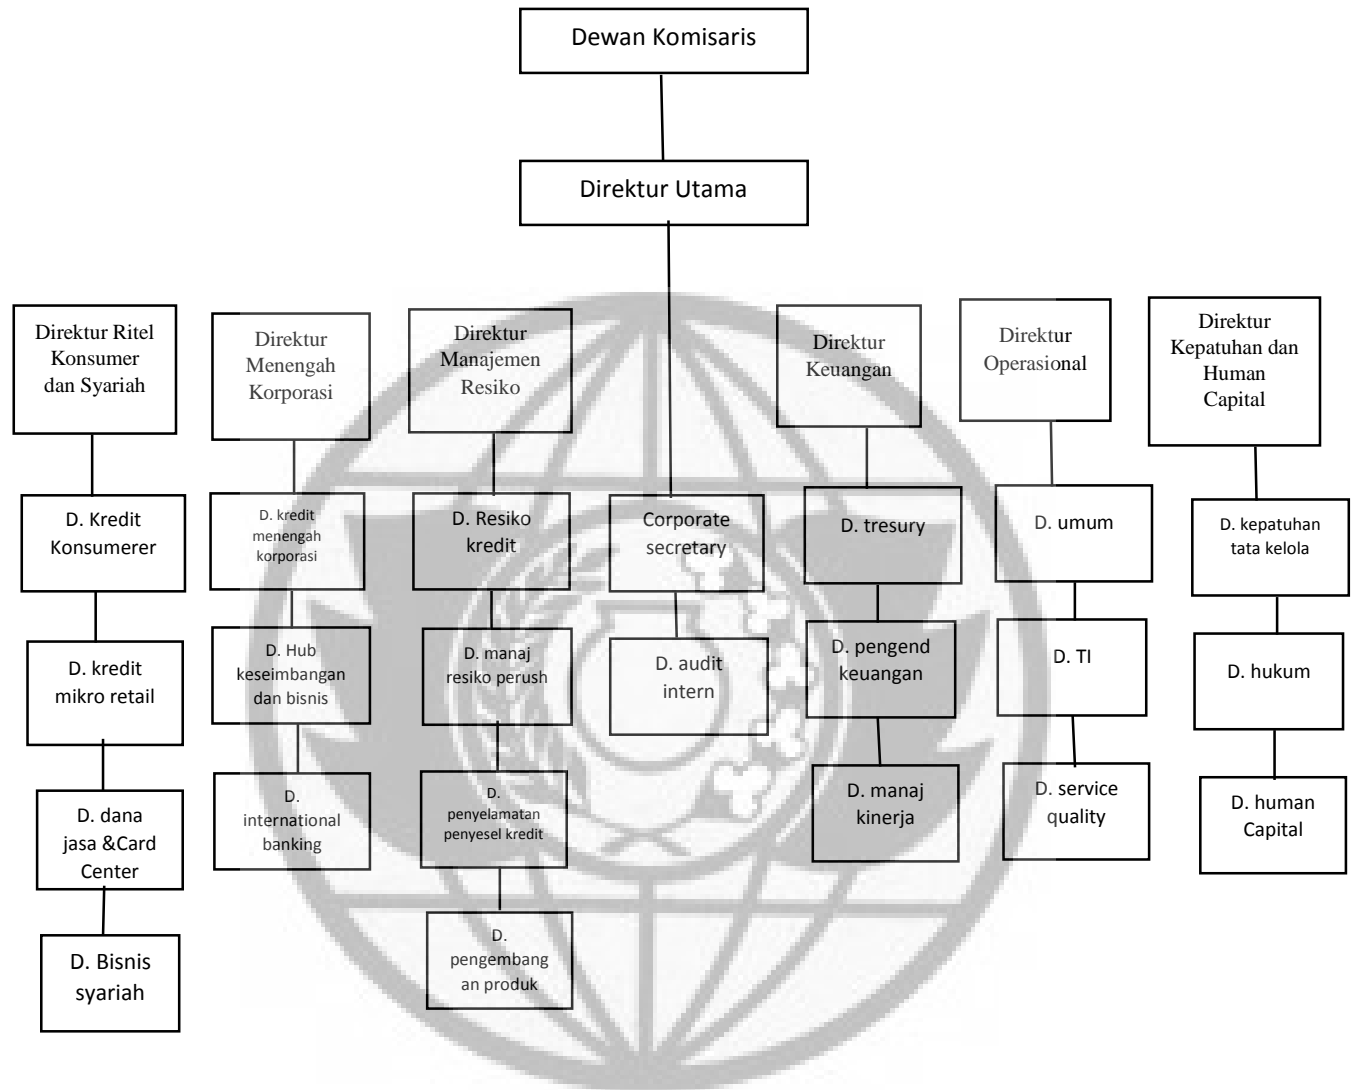 Dewan Komisaris
Direktur Utama
Direktur Ritel
Konsumer
dan Syariah
Direktur
Menengah
Korporasi
Direktur
Manajemen
Resiko
Direktur
Keuangan
Direktur
Operasional
Direktur
Kepatuhan dan
Human
Capital
D. Kredit
Konsumerer
D. kredit
menengah
korporasi
D. Resiko
kredit
Corporate
secretary
D. tresury
D. umum
D. kepatuhan
tata kelola
D. kredit
mikro retail
D. Hub
keseimbangan
dan bisnis
D. manaj
resiko perush
D. audit
intern
D. pengend
keuangan
D. TI
D. hukum
D. dana
jasa &Card
Center
D.
international
banking
D.
penyelamatan
penyesel kredit
D. manaj
kinerja
D. service
quality
D. human
Capital
D. Bisnis
syariah
D.
pengembang
an produk